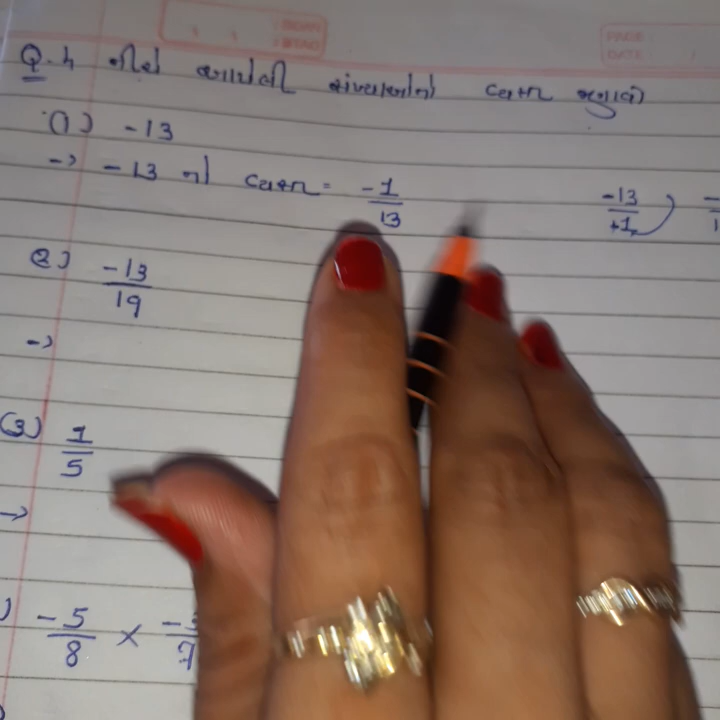 Q.4 નીચે આપેલી સંખ્યાઓનો વ્યસ્ત જણાવો
(1) -13
→ -13 નો વ્યસ્ત = -1/13 -13/+1
2) -13/19
→
(3) 1/5
→
) -5/8 ×